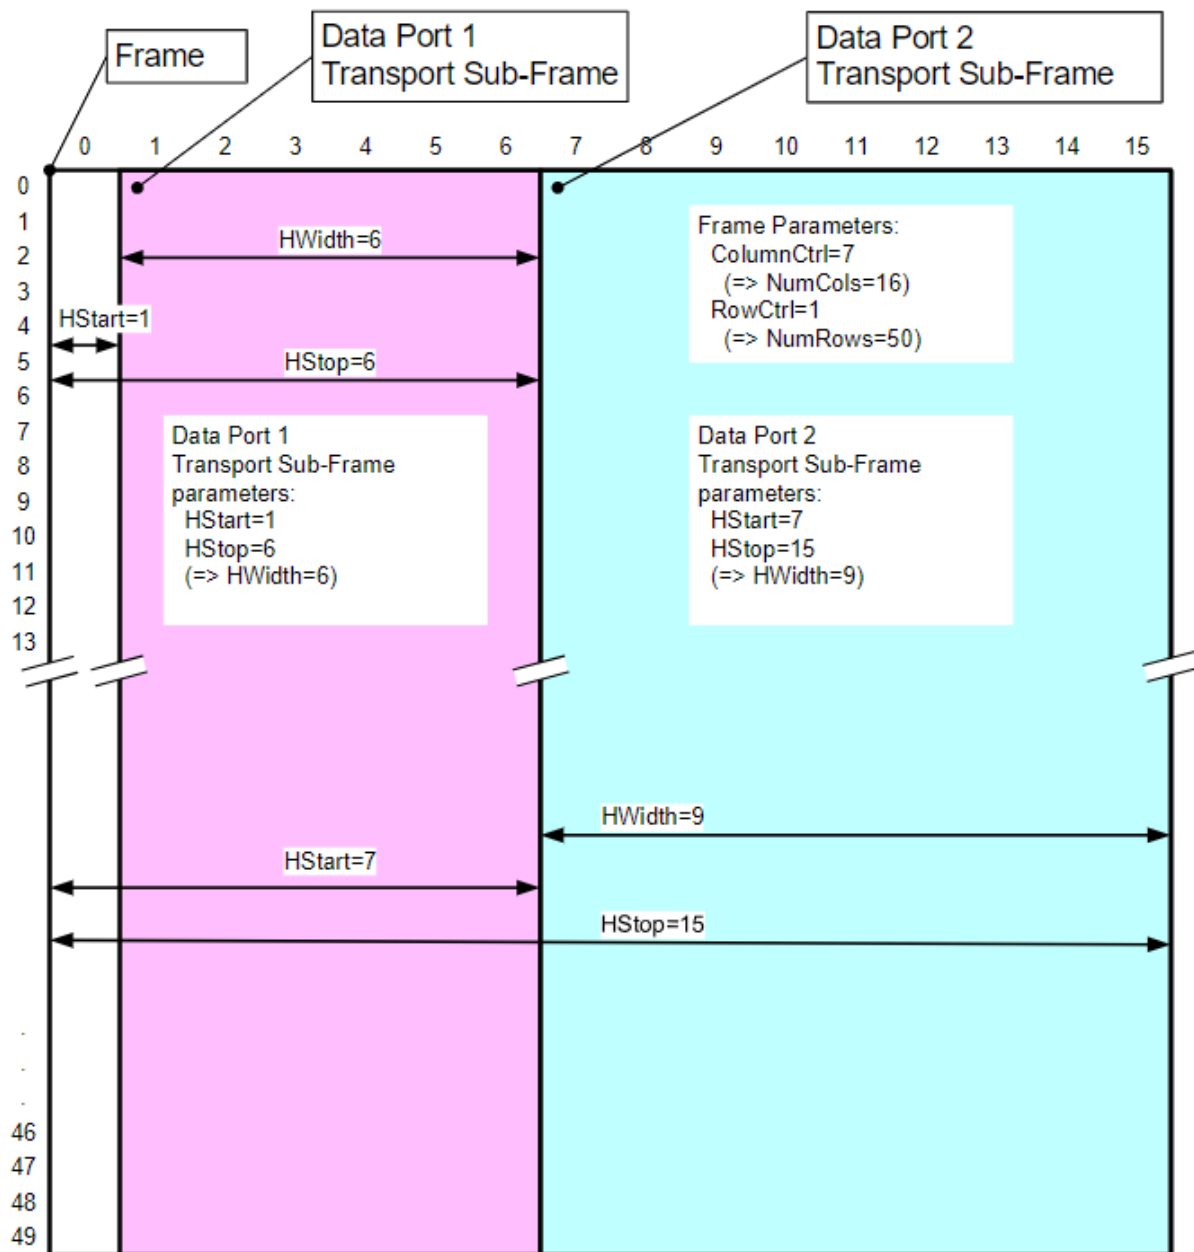 Frame
Data Port 1
Transport Sub-Frame
Data Port 2
Transport Sub-Frame
0 1 2 3 4 5 6 7 8 9 10 11 12 13 14 15
0
1
2
3
4
5
6
7
8
9
10
11
12
13
.
.
.
46
47
48
49
HWidth=6
HStart=1
HStop=6
Frame Parameters:
ColumnCtrl=7
(=> NumCols=16)
RowCtrl=1
(=> NumRows=50)
Data Port 1
Transport Sub-Frame
parameters:
HStart=1
HStop=6
(=> HWidth=6)
Data Port 2
Transport Sub-Frame
parameters:
HStart=7
HStop=15
(=> HWidth=9)
HWidth=9
HStart=7
HStop=15